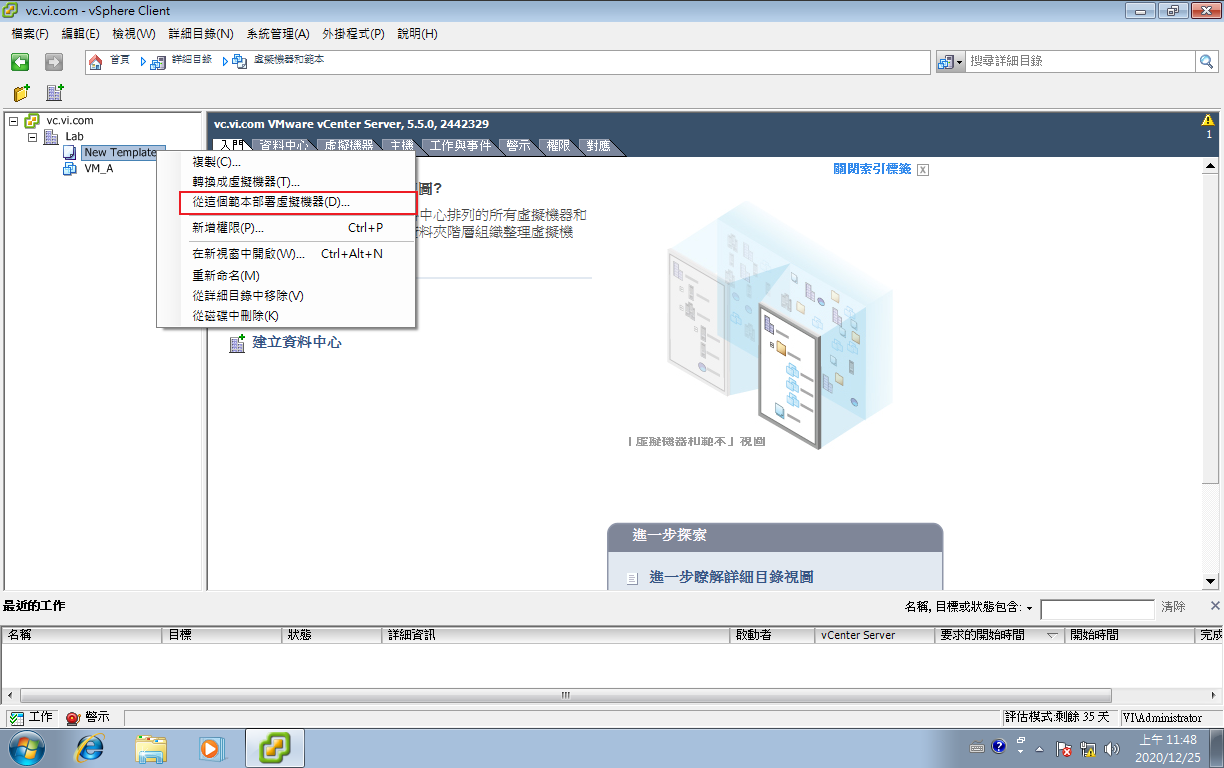 vc.vi.com - vSphere Client
檔案(F) 編輯(E) 檢視(W) 詳細目錄(N) 系統管理(A) 外掛程式(P) 說明(H)
首頁 詳細目錄 虛擬機器和範本 搜尋詳細目錄
vc.vi.com
Lab
New Template
VM_A
vc.vi.com VMware vCenter Server, 5.5.0, 2442329
1
入門 資料中心 虛擬機器 主機 工作與事件 警示 權限 對應
關閉索引標籤
複製(C)...
轉換成虛擬機器(T)...
從這個範本部署虛擬機器(D)...
新增權限(P)... Ctrl+P
在新視窗中開啟(W)... Ctrl+Alt+N
重新命名(M)
從詳細目錄中移除(V)
從磁碟中刪除(K)
圖?
中心排列的所有虛擬機器和
料夾階層組織整理虛擬機
建立資料中心
「虛擬機器和範本」視圖
進一步探索
進一步瞭解詳細目錄視圖
最近的工作 名稱, 目標或狀態包含: 清除
名稱 目標 狀態 詳細資訊 啟動者 vCenter Server 要求的開始時間 開始時間 完成
工作 警示 評估模式:剩餘 35 天 VI\Administrator
上午 11:48
2020/12/25